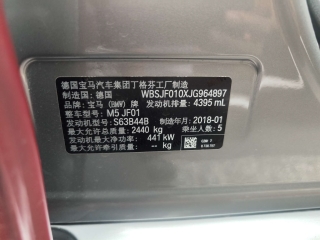 德国宝马汽车集团丁格芬工厂制造
制造国：德国 WBSJF010XJG964897
品牌：宝马(BMW)牌 发动机排量：4395 mL
整车型号：M5 JF01
发动机型号：S63B44B 制造年月：2018-01
最大允许总质量：2440 kg 乘坐人数：5
发动机最大净功率：441 kW
最大允许牵引质量：-- kg